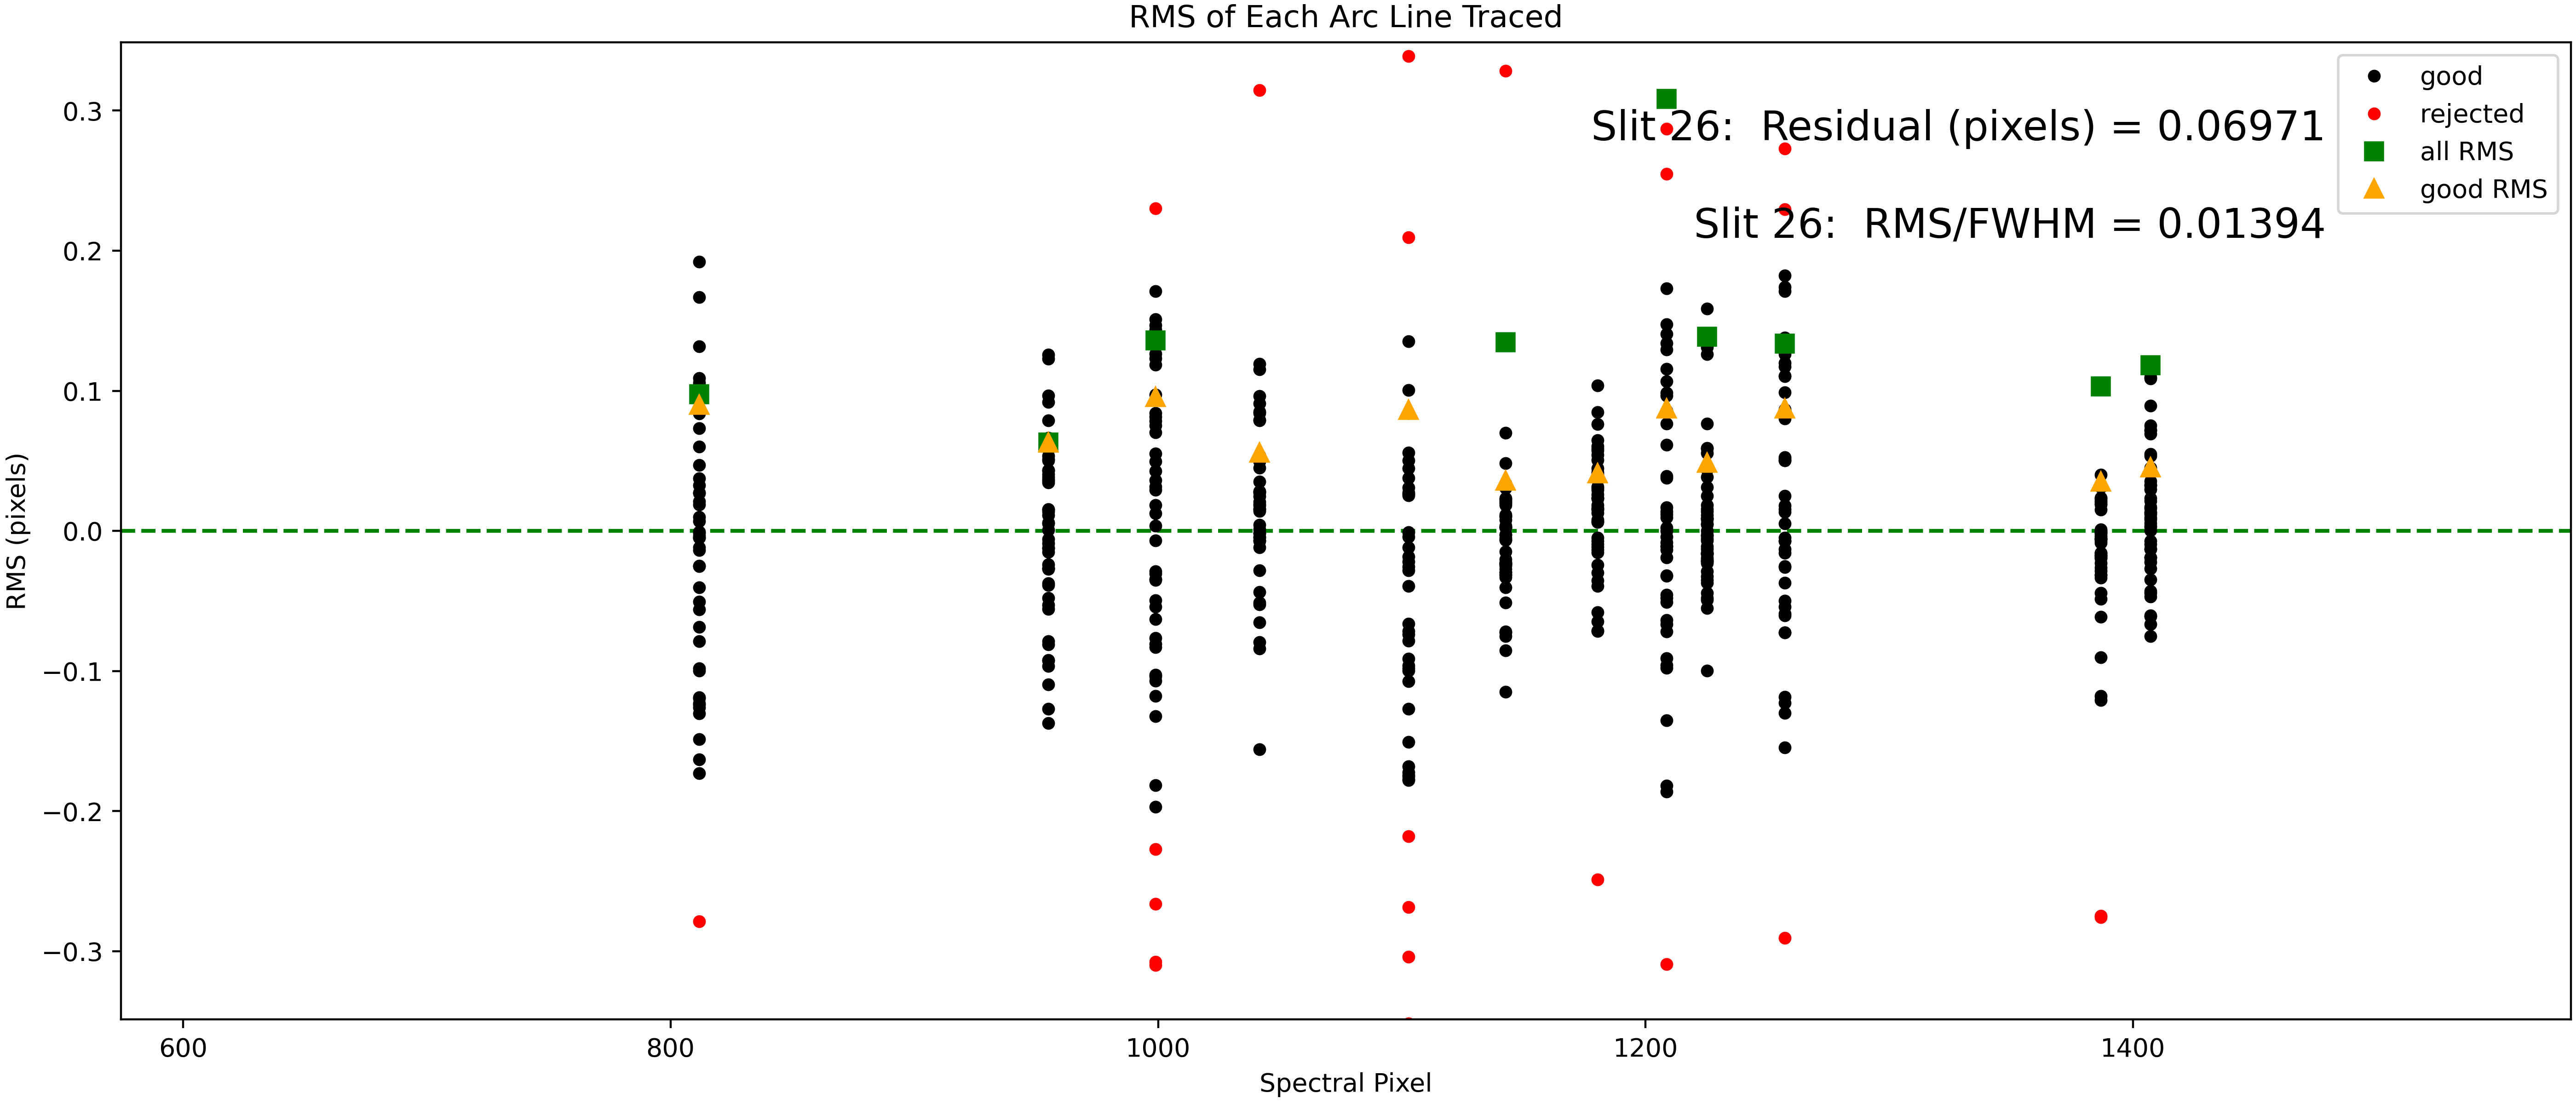 RMS of Each Arc Line Traced
good
rejected
all RMS
good RMS
Slit 26:  Residual (pixels) = 0.06971
Slit 26:  RMS/FWHM = 0.01394
RMS (pixels)
0.3
0.2
0.1
0.0
−0.1
−0.2
−0.3
600 800 1000 1200 1400
Spectral Pixel